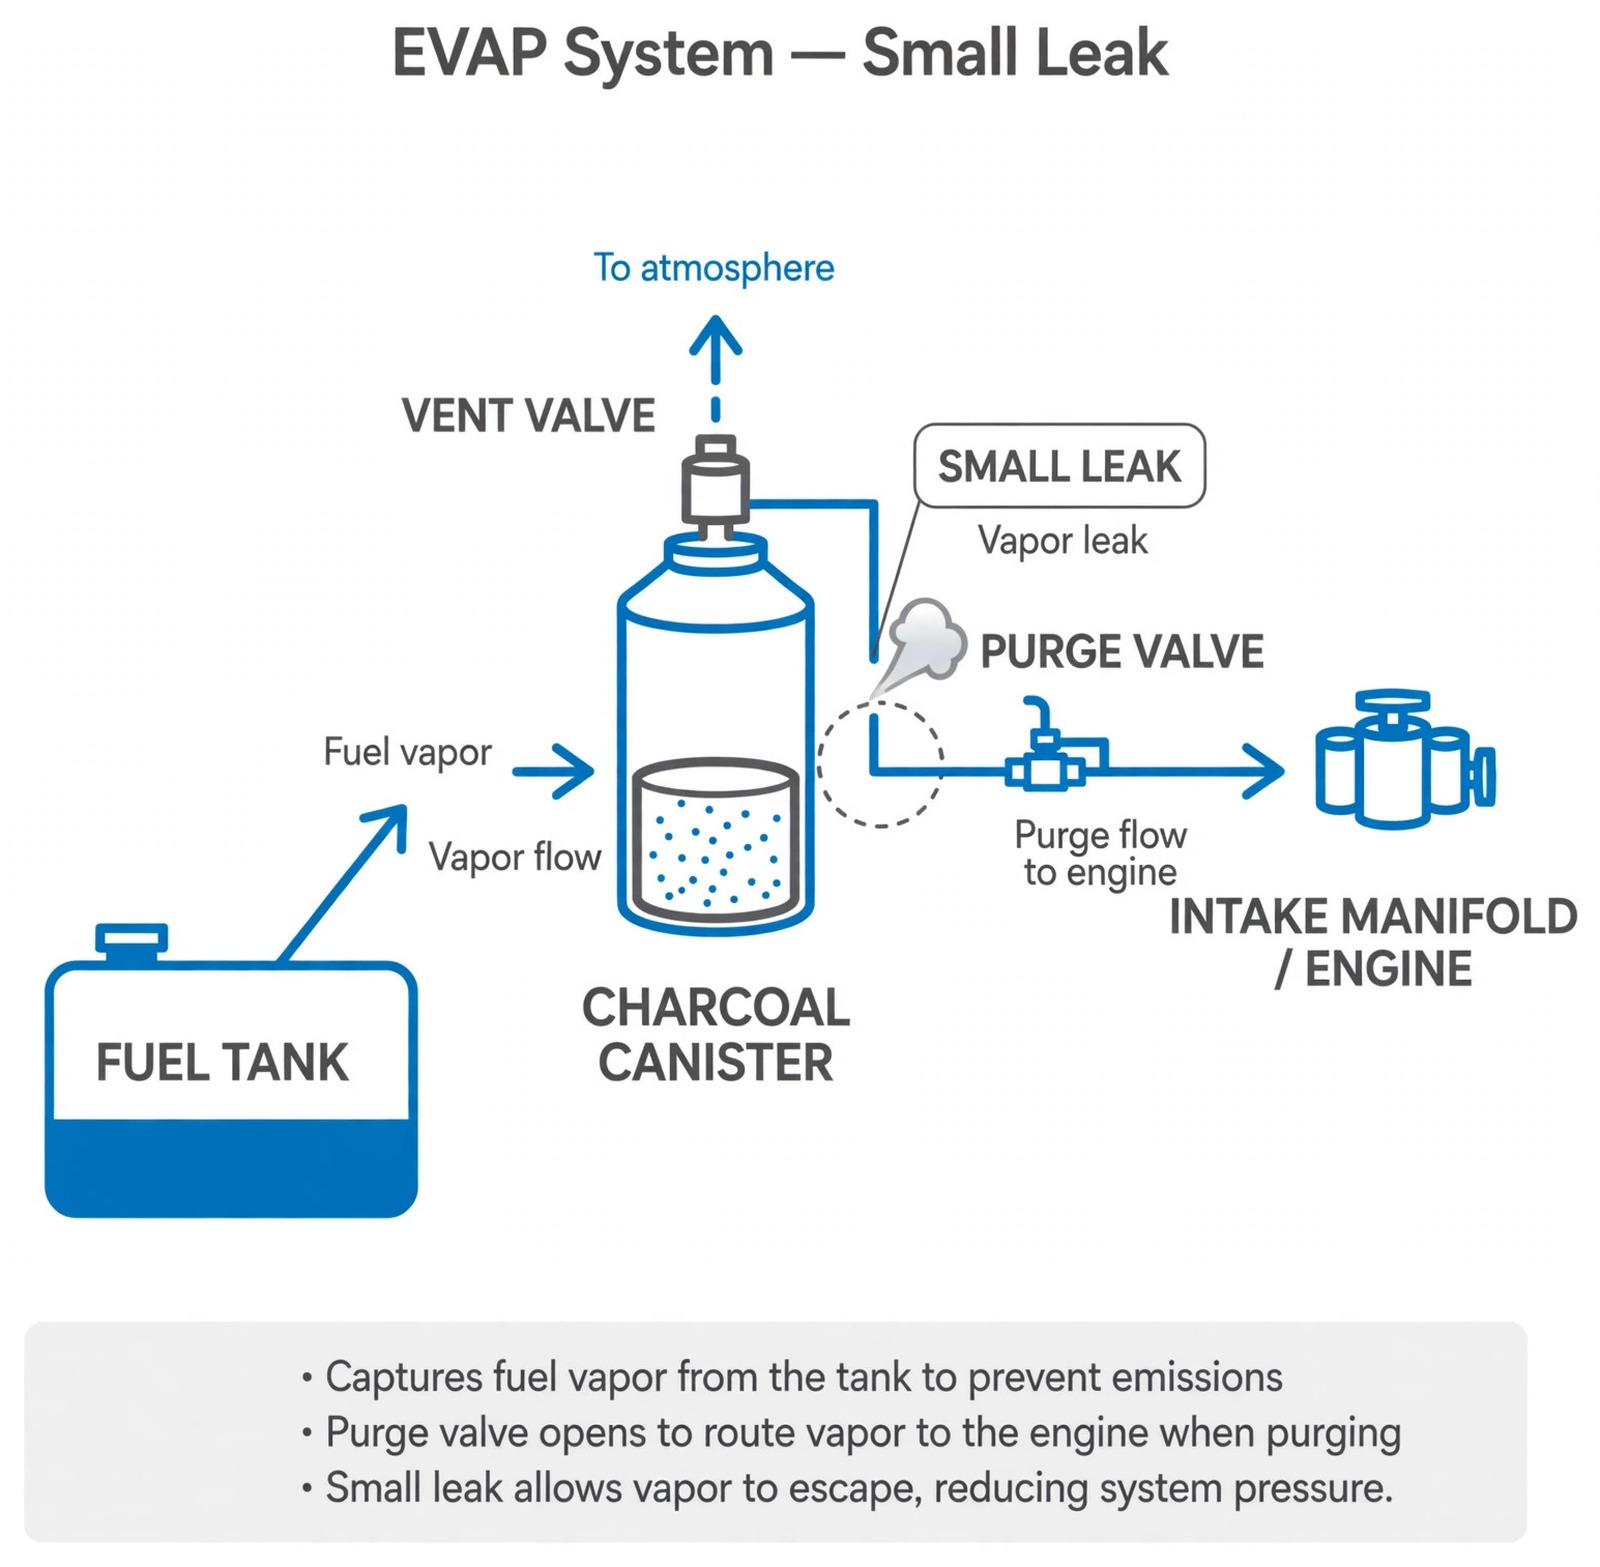 EVAP System — Small Leak
To atmosphere
VENT VALVE
SMALL LEAK
Vapor leak
PURGE VALVE
Fuel vapor
Vapor flow
Purge flow
to engine
INTAKE MANIFOLD
/ ENGINE
CHARCOAL
CANISTER
FUEL TANK
• Captures fuel vapor from the tank to prevent emissions
• Purge valve opens to route vapor to the engine when purging
• Small leak allows vapor to escape, reducing system pressure.